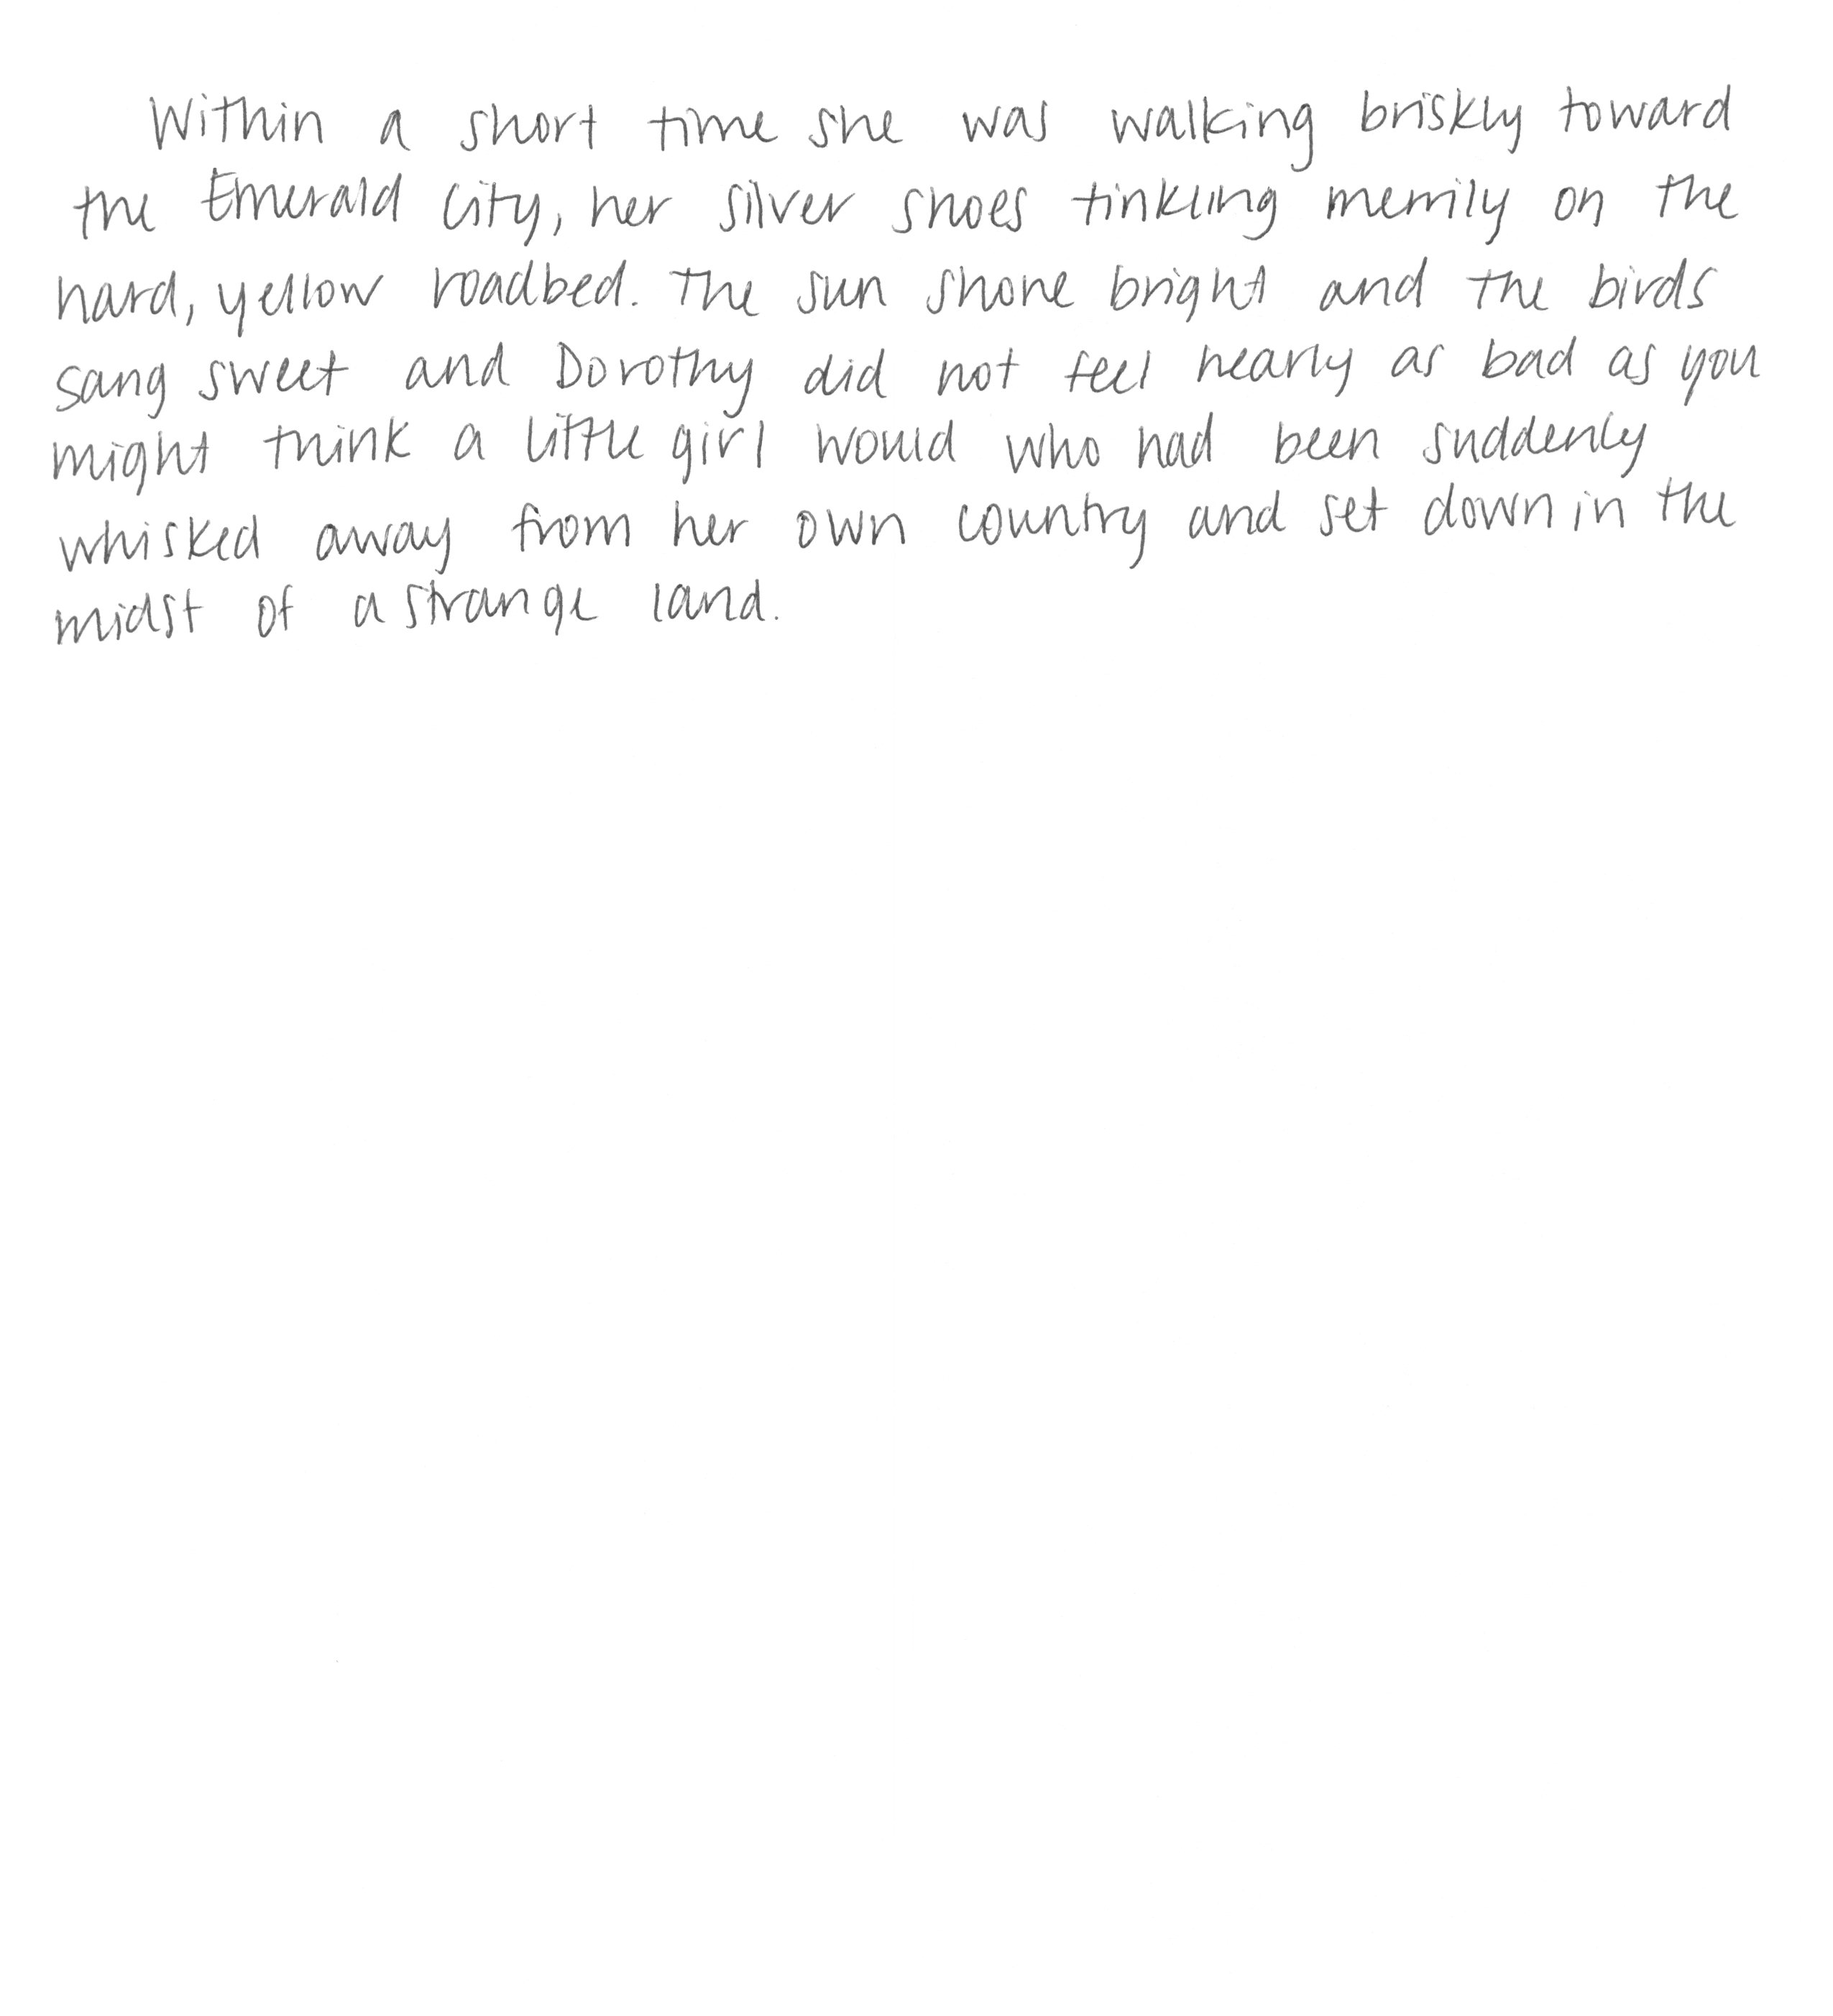 Within a short time she was walking briskly toward
the Emerald City, her silver shoes tinkling merrily on the
hard, yellow roadbed. The sun shone bright and the birds
sang sweet and Dorothy did not feel nearly as bad as you
might think a little girl would who had been suddenly
whisked away from her own country and set down in the
midst of a strange land.